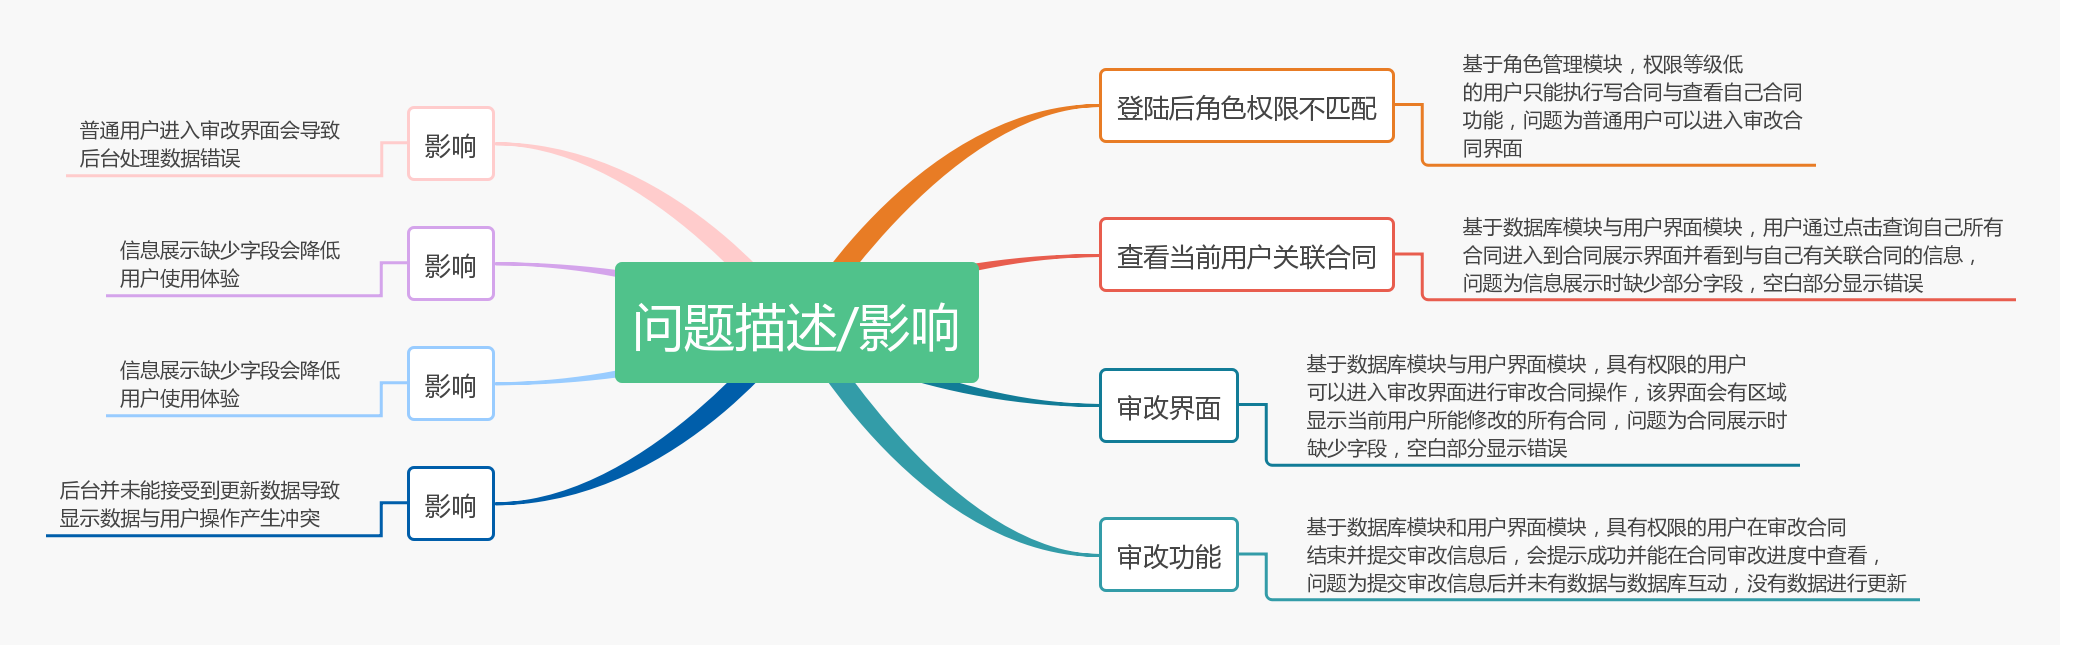 问题描述/影响
登陆后角色权限不匹配
基于角色管理模块，权限等级低
的用户只能执行写合同与查看自己合同
功能，问题为普通用户可以进入审改合
同界面
查看当前用户关联合同
基于数据库模块与用户界面模块，用户通过点击查询自己所有
合同进入到合同展示界面并看到与自己有关联合同的信息，
问题为信息展示时缺少部分字段，空白部分显示错误
审改界面
基于数据库模块与用户界面模块，具有权限的用户
可以进入审改界面进行审改合同操作，该界面会有区域
显示当前用户所能修改的所有合同，问题为合同展示时
缺少字段，空白部分显示错误
审改功能
基于数据库模块和用户界面模块，具有权限的用户在审改合同
结束并提交审改信息后，会提示成功并能在合同审改进度中查看，
问题为提交审改信息后并未有数据与数据库互动，没有数据进行更新
影响
普通用户进入审改界面会导致
后台处理数据错误
影响
信息展示缺少字段会降低
用户使用体验
影响
信息展示缺少字段会降低
用户使用体验
影响
后台并未能接受到更新数据导致
显示数据与用户操作产生冲突